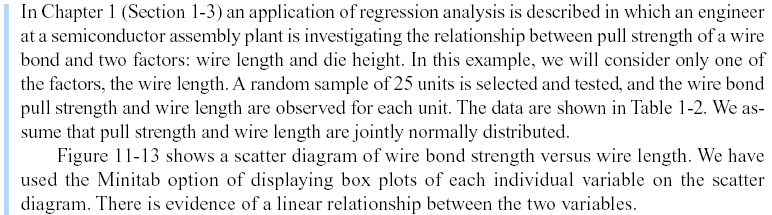 In Chapter 1 (Section 1-3) an application of regression analysis is described in which an engineer
at a semiconductor assembly plant is investigating the relationship between pull strength of a wire
bond and two factors: wire length and die height. In this example, we will consider only one of
the factors, the wire length. A random sample of 25 units is selected and tested, and the wire bond
pull strength and wire length are observed for each unit. The data are shown in Table 1-2. We as-
sume that pull strength and wire length are jointly normally distributed.
Figure 11-13 shows a scatter diagram of wire bond strength versus wire length. We have
used the Minitab option of displaying box plots of each individual variable on the scatter
diagram. There is evidence of a linear relationship between the two variables.